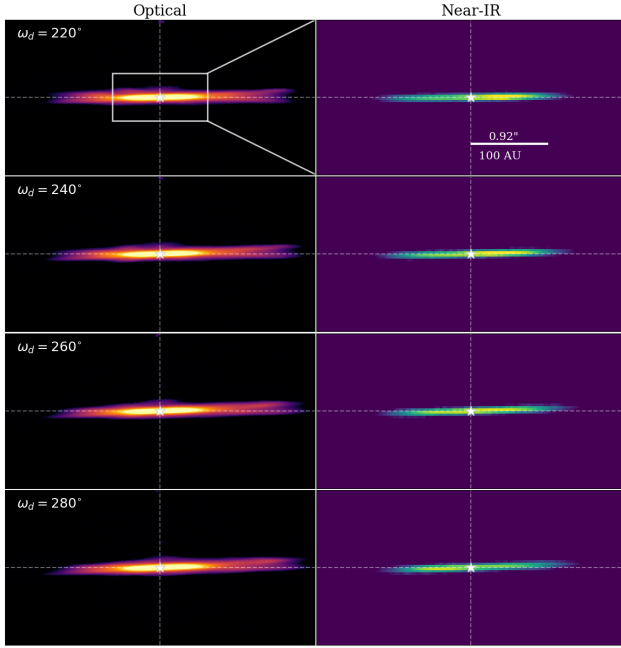 Optical
Near-IR
ω_d = 220°
0.92"
100 AU
ω_d = 240°
ω_d = 260°
ω_d = 280°